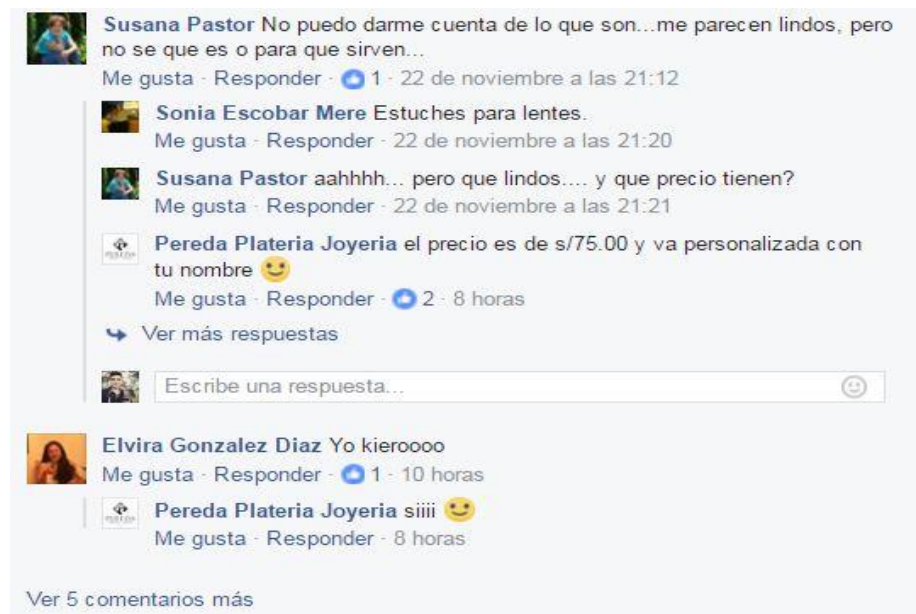 Susana Pastor No puedo darme cuenta de lo que son...me parecen lindos, pero
no se que es o para que sirven...
Me gusta · Responder · 1 · 22 de noviembre a las 21:12
Sonia Escobar Mere Estuches para lentes.
Me gusta · Responder · 22 de noviembre a las 21:20
Susana Pastor aahhhh... pero que lindos.... y que precio tienen?
Me gusta · Responder · 22 de noviembre a las 21:21
Pereda Plateria Joyeria el precio es de s/75.00 y va personalizada con
tu nombre
Me gusta · Responder · 2 · 8 horas
Ver más respuestas
Escribe una respuesta...
Elvira Gonzalez Diaz Yo kieroooo
Me gusta · Responder · 1 · 10 horas
Pereda Plateria Joyeria siiii
Me gusta · Responder · 8 horas
Ver 5 comentarios más